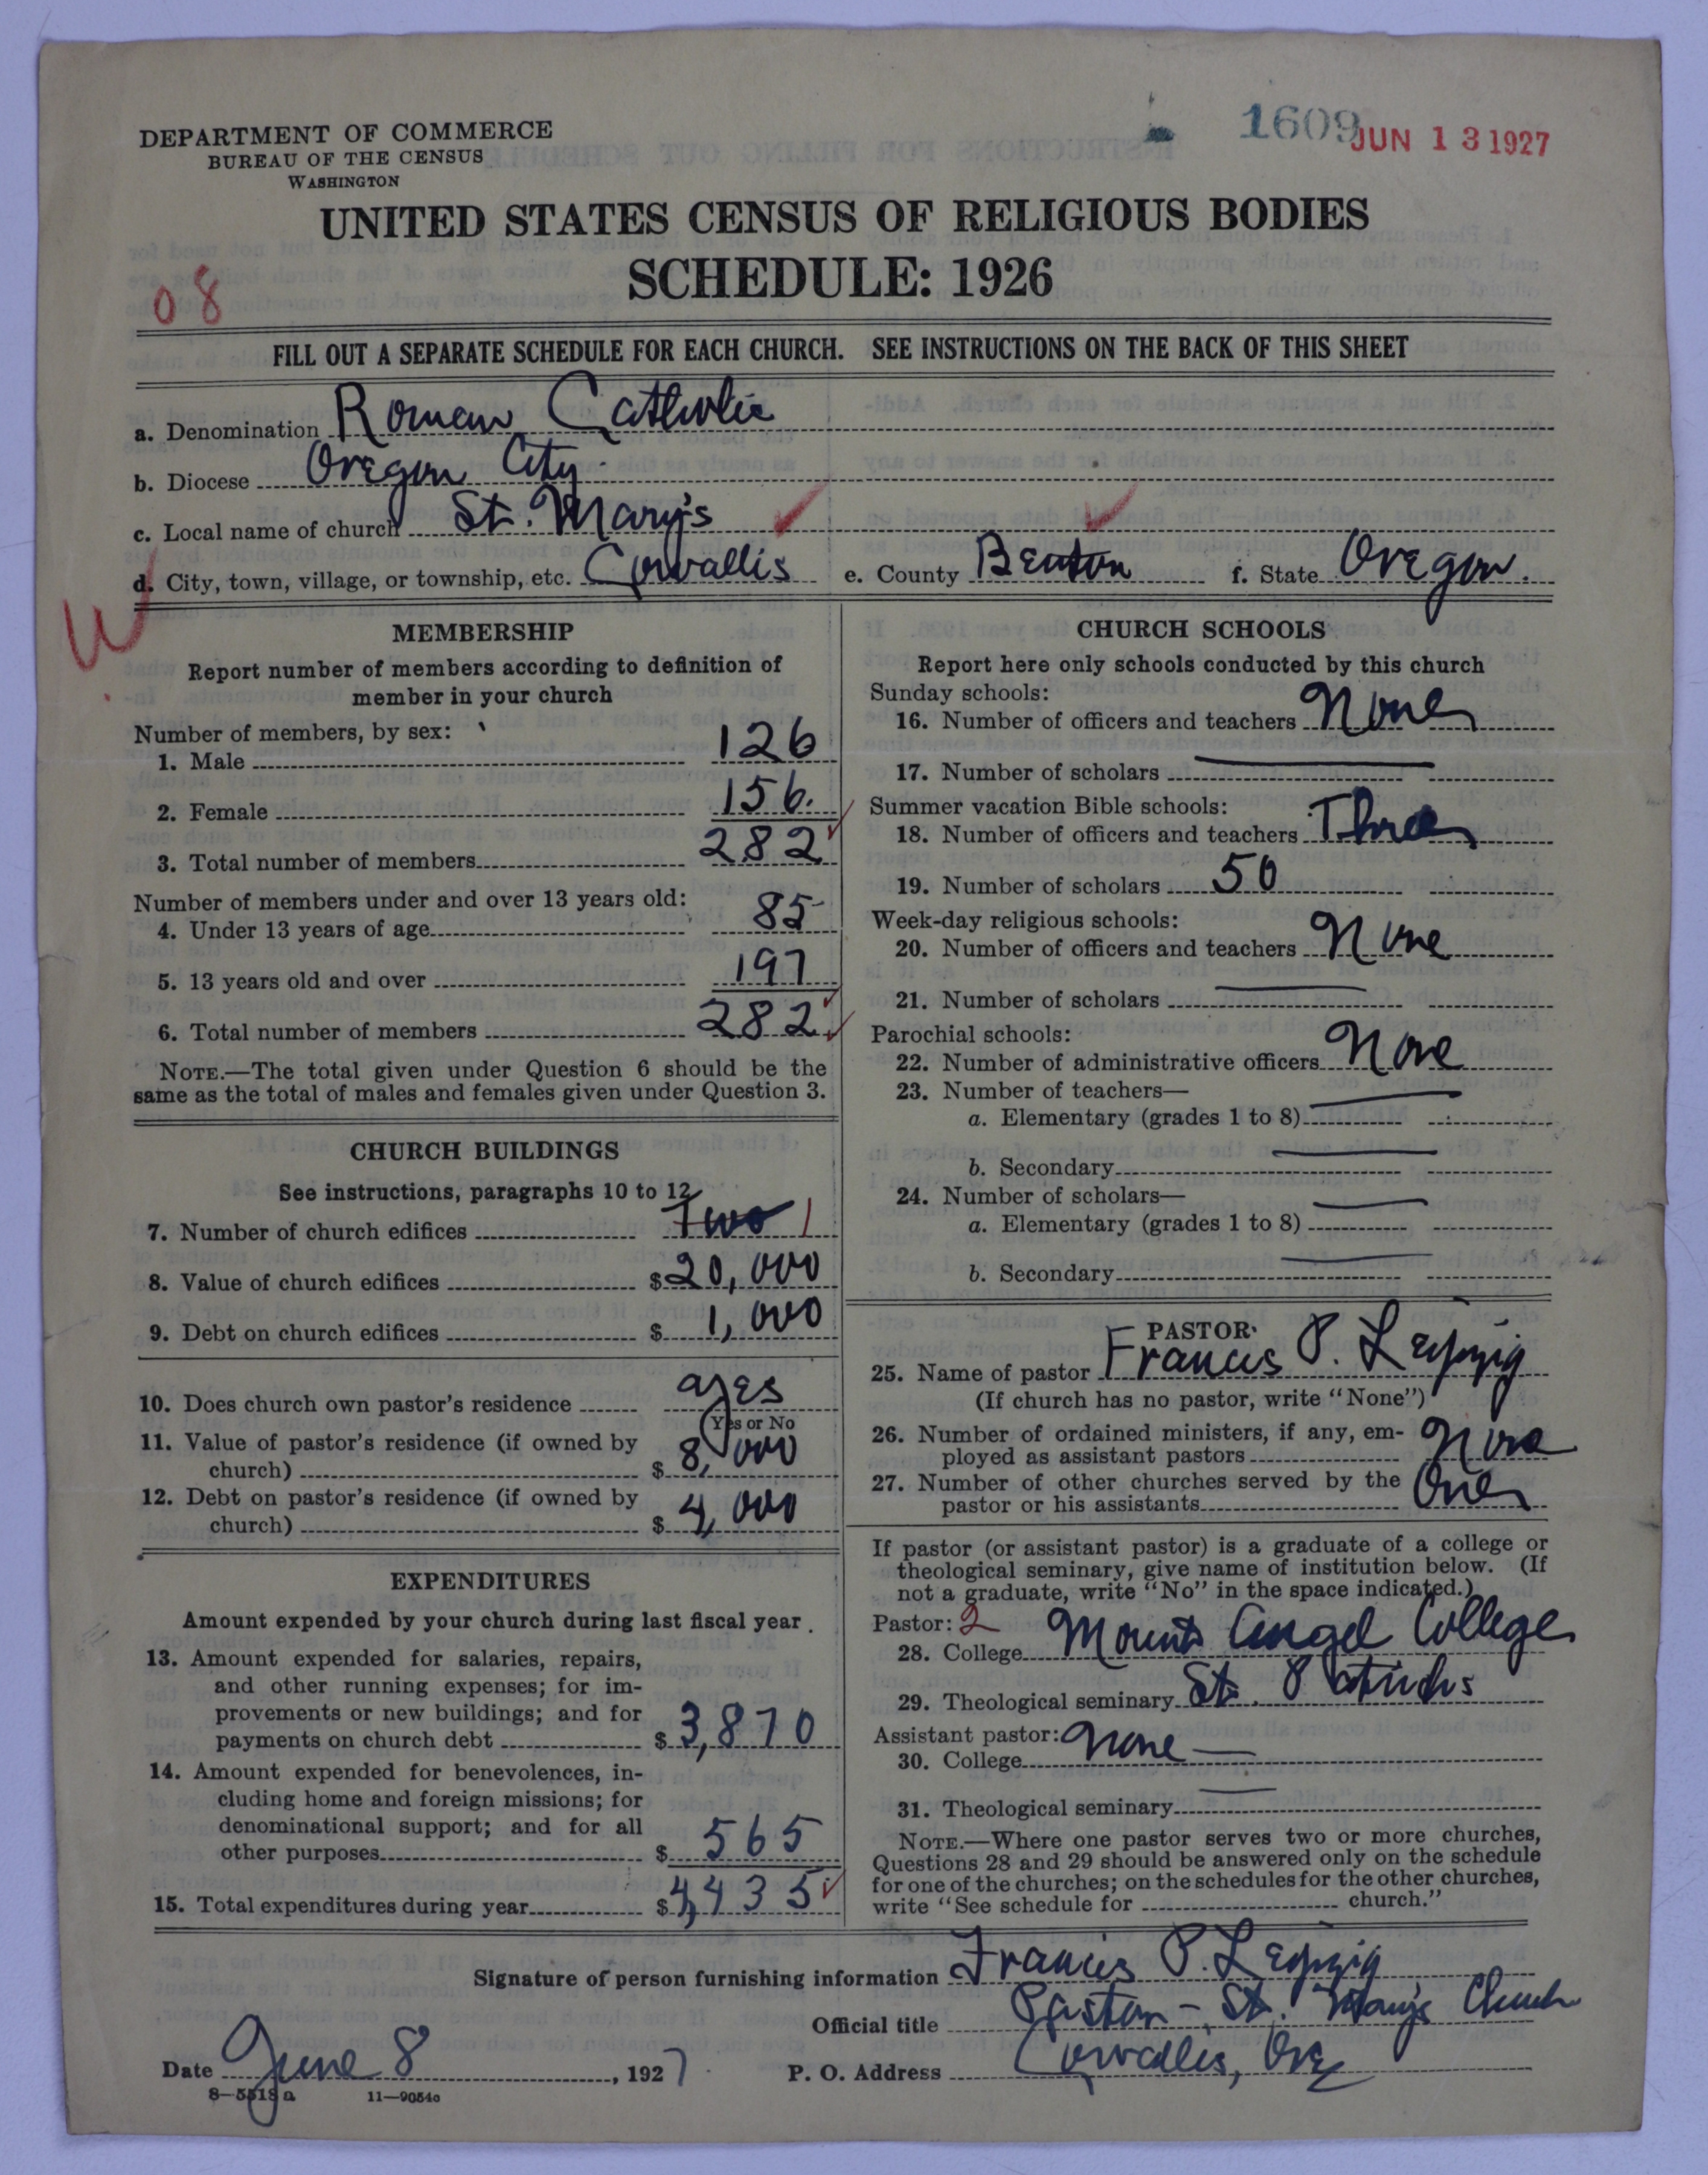 1609 JUN 13 1927
DEPARTMENT OF COMMERCE
BUREAU OF THE CENSUS
WASHINGTON
UNITED STATES CENSUS OF RELIGIOUS BODIES
SCHEDULE: 1926
08
FILL OUT A SEPARATE SCHEDULE FOR EACH CHURCH. SEE INSTRUCTIONS ON THE BACK OF THIS SHEET
a. Denomination Roman Catholic
b. Diocese Oregon City.
c. Local name of church St. Mary's
d. City, town, village, or township, etc. Corvallis e. County Benton f. State Oregon.
W
MEMBERSHIP
Report number of members according to definition of
member in your church
Number of members, by sex:
1. Male 126
2. Female 156.
3. Total number of members 282
Number of members under and over 13 years old:
4. Under 13 years of age 85
5. 13 years old and over 197
6. Total number of members 282
NOTE.—The total given under Question 6 should be the
same as the total of males and females given under Question 3.
CHURCH BUILDINGS
See instructions, paragraphs 10 to 12
7. Number of church edifices Two 1
8. Value of church edifices $ 20,000
9. Debt on church edifices $ 1,000
10. Does church own pastor's residence yes
Yes or No
11. Value of pastor's residence (if owned by
church) $ 8,000
12. Debt on pastor's residence (if owned by
church) $ 4,000
EXPENDITURES
Amount expended by your church during last fiscal year.
13. Amount expended for salaries, repairs,
and other running expenses; for im-
provements or new buildings; and for
payments on church debt $ 3,870
14. Amount expended for benevolences, in-
cluding home and foreign missions; for
denominational support; and for all
other purposes $ 565
15. Total expenditures during year $ 4,435
CHURCH SCHOOLS
Report here only schools conducted by this church
Sunday schools:
16. Number of officers and teachers None
17. Number of scholars
Summer vacation Bible schools:
18. Number of officers and teachers Three
19. Number of scholars 50
Week-day religious schools:
20. Number of officers and teachers None
21. Number of scholars
Parochial schools:
22. Number of administrative officers None
23. Number of teachers—
a. Elementary (grades 1 to 8)
b. Secondary
24. Number of scholars—
a. Elementary (grades 1 to 8)
b. Secondary
PASTOR
25. Name of pastor Francis P. Leipzig
(If church has no pastor, write "None")
26. Number of ordained ministers, if any, em-
ployed as assistant pastors None
27. Number of other churches served by the
pastor or his assistants One
If pastor (or assistant pastor) is a graduate of a college or
theological seminary, give name of institution below. (If
not a graduate, write "No" in the space indicated.)
Pastor: 2
28. College Mount Angel College
29. Theological seminary St. Patricks
Assistant pastor: None
30. College
31. Theological seminary
NOTE.—Where one pastor serves two or more churches,
Questions 28 and 29 should be answered only on the schedule
for one of the churches; on the schedules for the other churches,
write "See schedule for church."
Signature of person furnishing information Francis P. Leipzig
Official title Pastor - St. Mary's Church
Date June 8, 1927 P. O. Address Corvallis, Ore
8—5518a 11—9054a